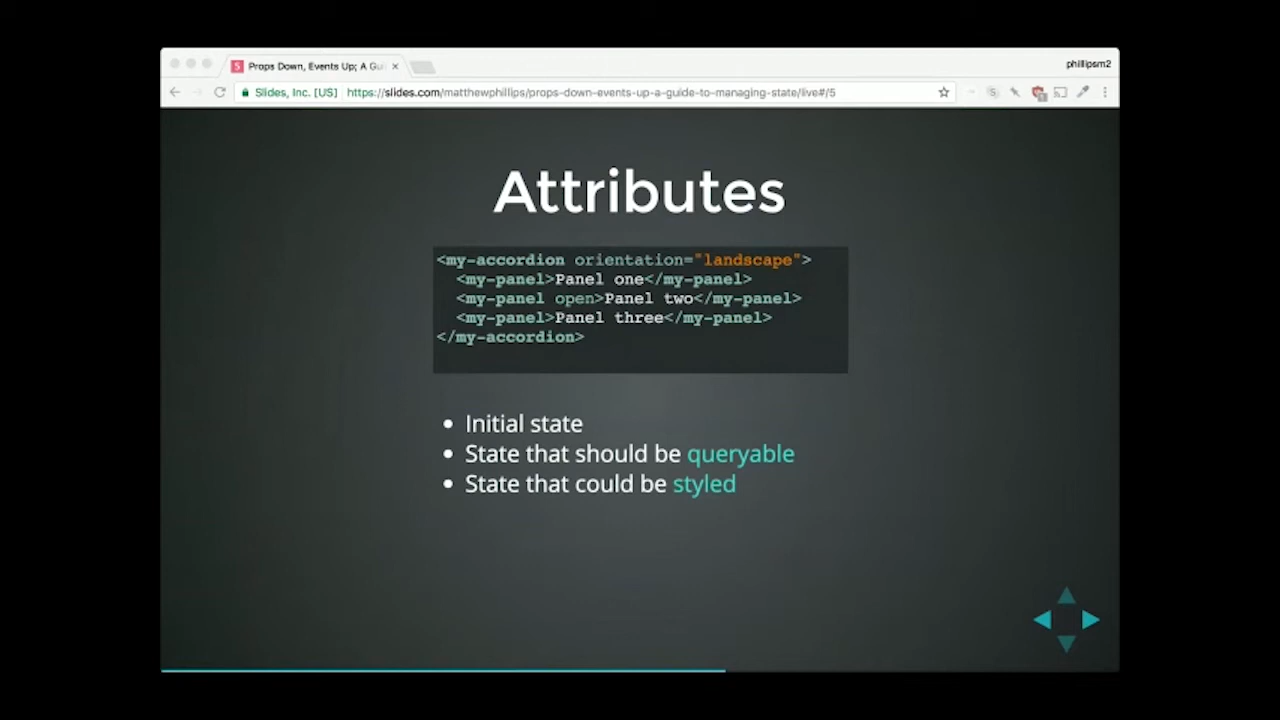 Props Down, Events Up; A Gui
phillipsm2
Slides, Inc. [US] https://slides.com/matthewphillips/props-down-events-up-a-guide-to-managing-state/live#/5
Attributes
<my-accordion orientation="landscape">
<my-panel>Panel one</my-panel>
<my-panel open>Panel two</my-panel>
<my-panel>Panel three</my-panel>
</my-accordion>
• Initial state
• State that should be queryable
• State that could be styled